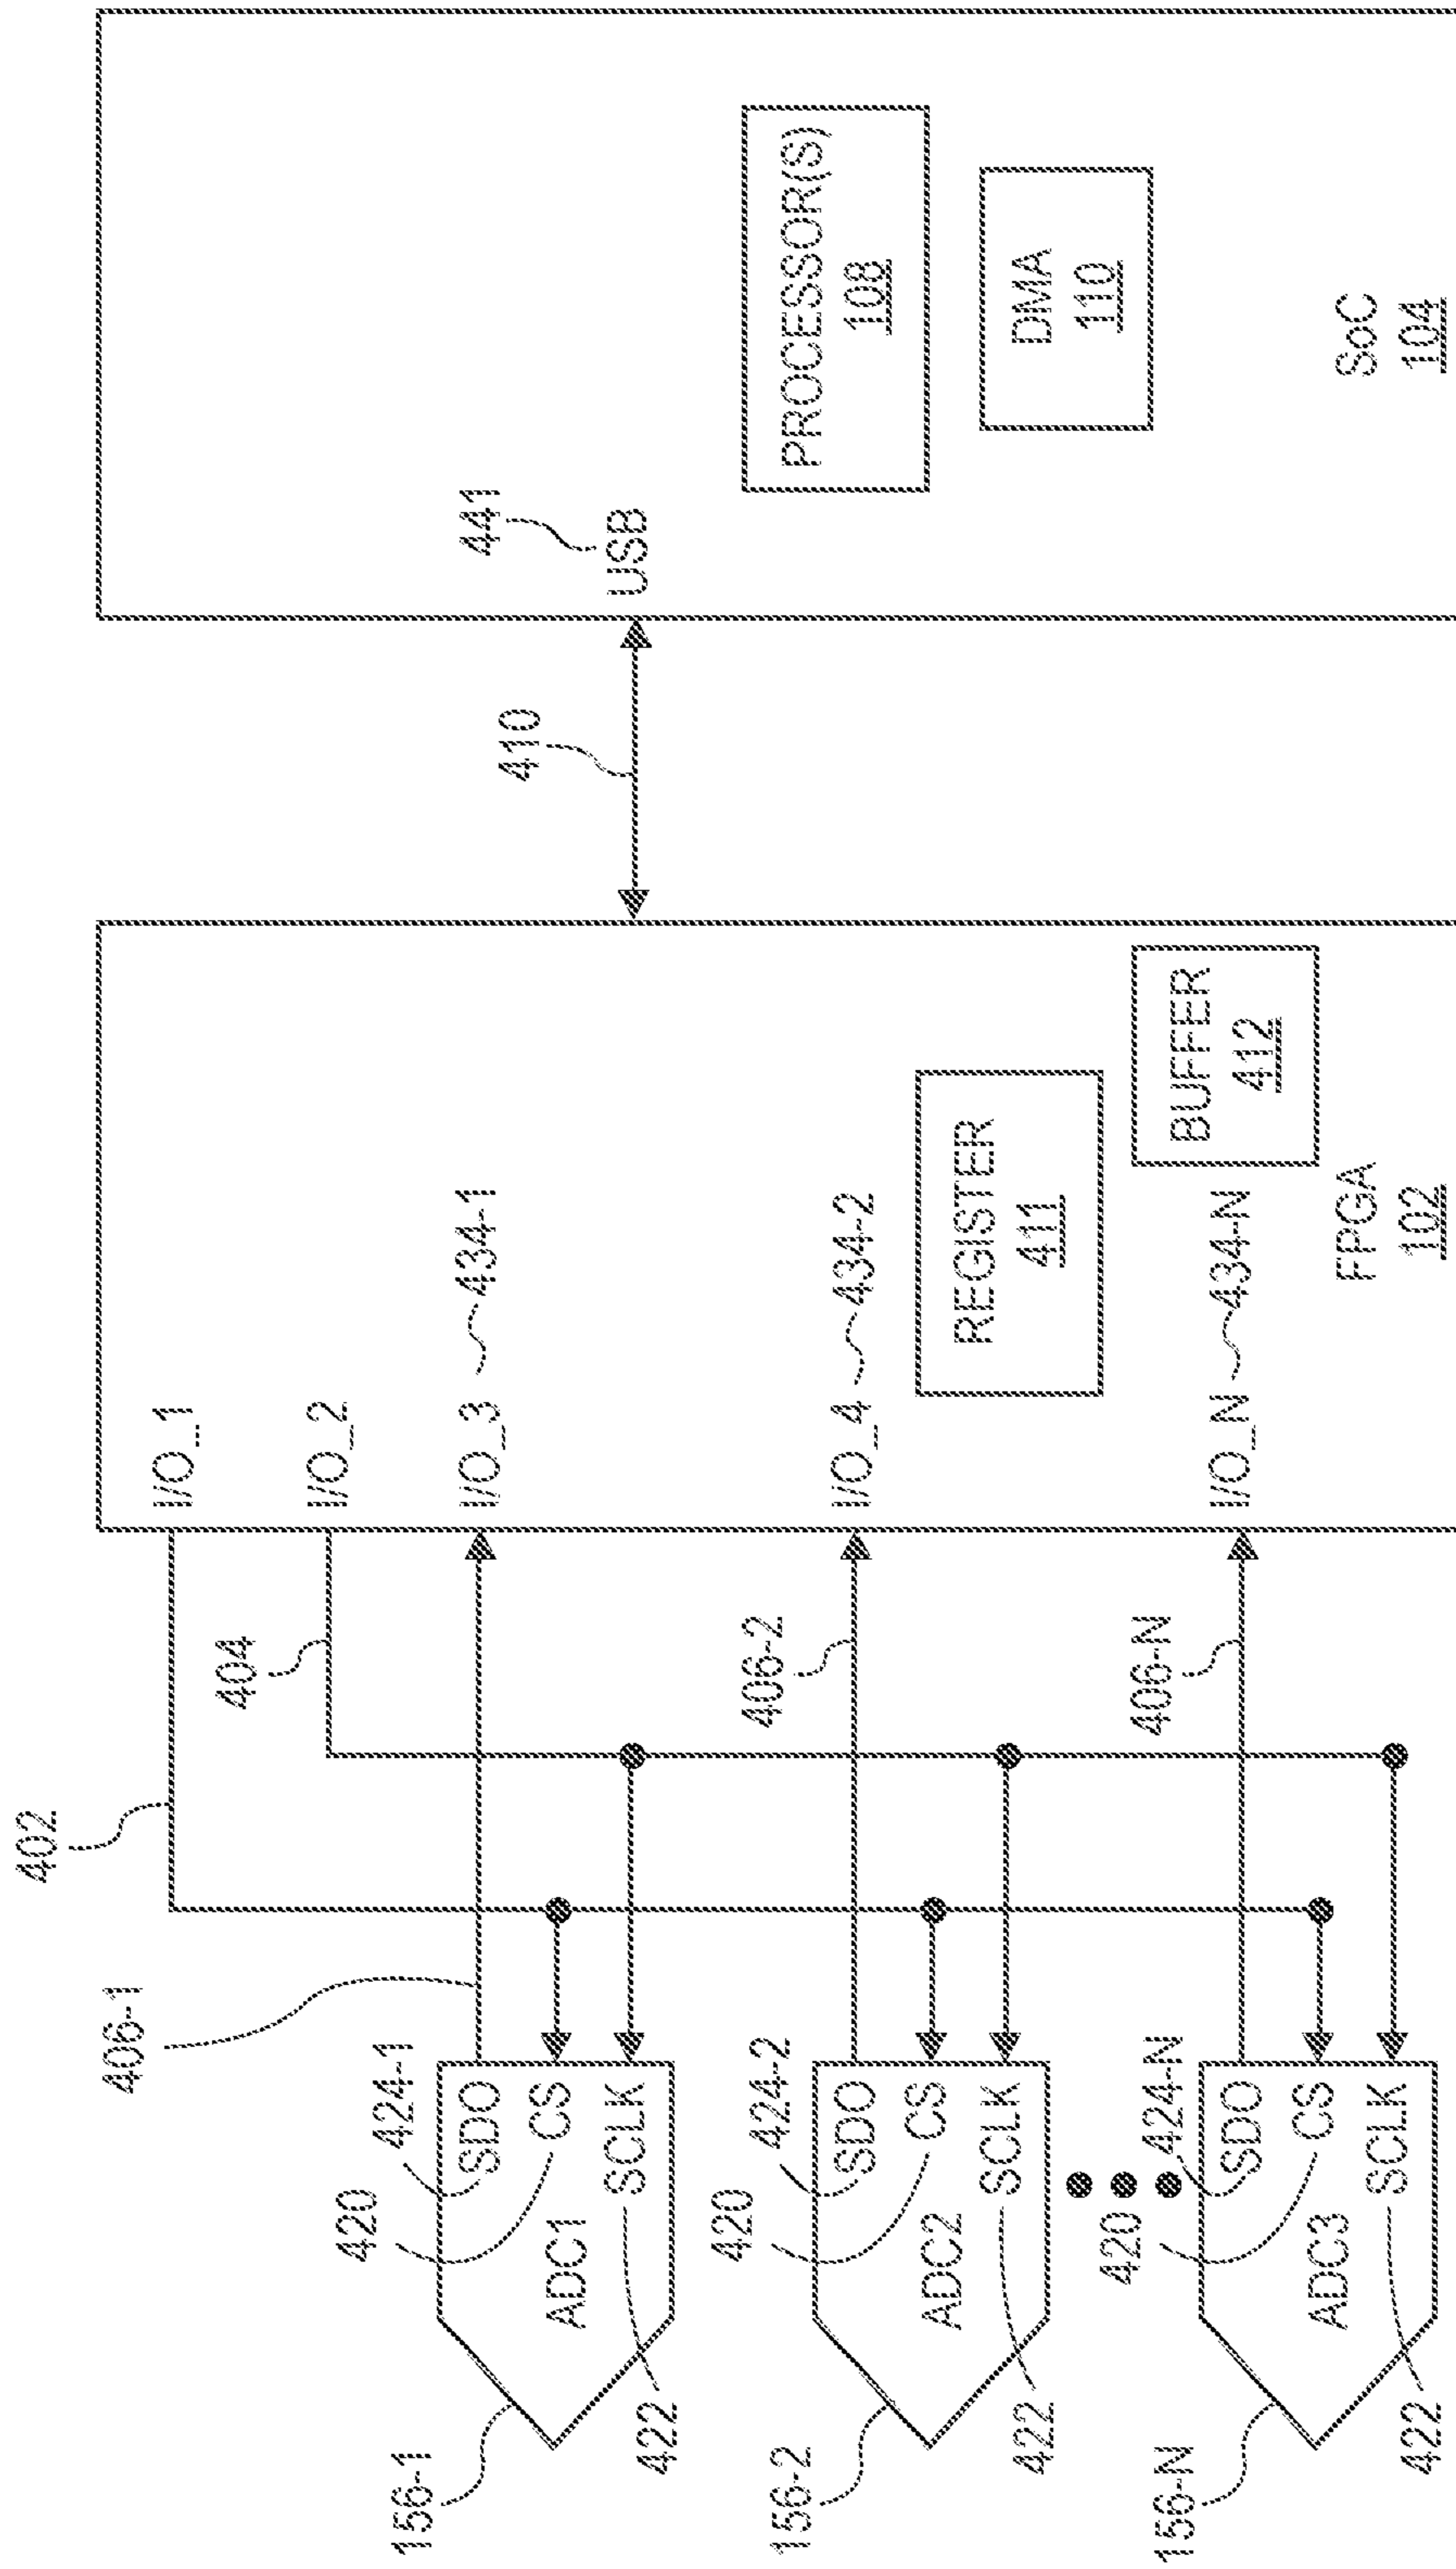 402
404
406-1
406-2
406-N
410
156-1
420
424-1
SDO
CS
SCLK
ADC1
422
156-2
420
424-2
SDO
CS
SCLK
ADC2
422
156-N
420
424-N
SDO
CS
SCLK
ADC3
422
I/O_1
I/O_2
I/O_3 434-1
I/O_4 434-2
I/O_N 434-N
REGISTER
411
BUFFER
412
FPGA
102
441
USB
PROCESSOR(S)
108
DMA
110
SoC
104